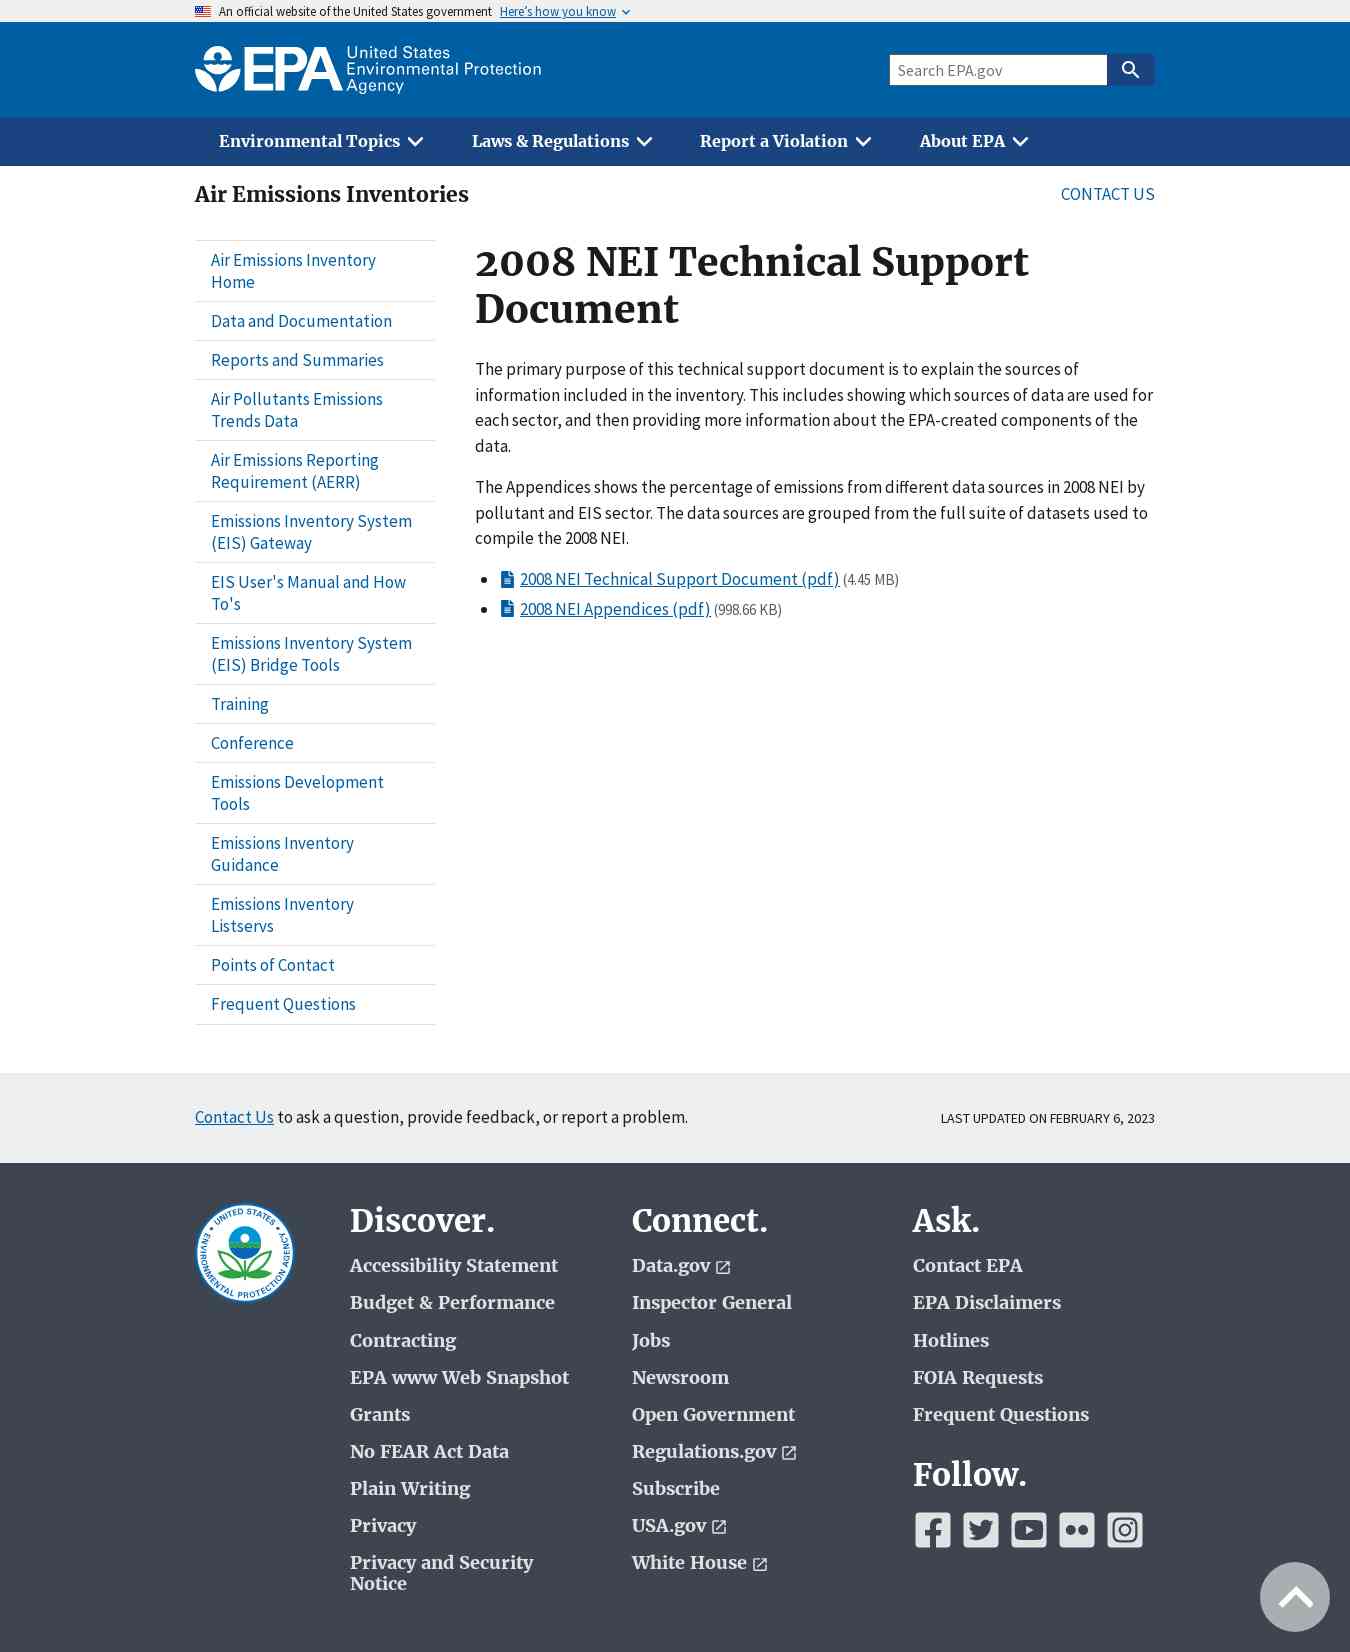 An official website of the United States government Here's how you know
EPA United States
Environmental Protection
Agency
Search EPA.gov
Environmental Topics
Laws & Regulations
Report a Violation
About EPA
Air Emissions Inventories
CONTACT US
Air Emissions Inventory
Home
Data and Documentation
Reports and Summaries
Air Pollutants Emissions
Trends Data
Air Emissions Reporting
Requirement (AERR)
Emissions Inventory System
(EIS) Gateway
EIS User's Manual and How
To's
Emissions Inventory System
(EIS) Bridge Tools
Training
Conference
Emissions Development
Tools
Emissions Inventory
Guidance
Emissions Inventory
Listservs
Points of Contact
Frequent Questions
2008 NEI Technical Support
Document
The primary purpose of this technical support document is to explain the sources of
information included in the inventory. This includes showing which sources of data are used for
each sector, and then providing more information about the EPA-created components of the
data.
The Appendices shows the percentage of emissions from different data sources in 2008 NEI by
pollutant and EIS sector. The data sources are grouped from the full suite of datasets used to
compile the 2008 NEI.
2008 NEI Technical Support Document (pdf) (4.45 MB)
2008 NEI Appendices (pdf) (998.66 KB)
Contact Us to ask a question, provide feedback, or report a problem.
LAST UPDATED ON FEBRUARY 6, 2023
UNITED STATES
ENVIRONMENTAL PROTECTION AGENCY
Discover.
Accessibility Statement
Budget & Performance
Contracting
EPA www Web Snapshot
Grants
No FEAR Act Data
Plain Writing
Privacy
Privacy and Security
Notice
Connect.
Data.gov
Inspector General
Jobs
Newsroom
Open Government
Regulations.gov
Subscribe
USA.gov
White House
Ask.
Contact EPA
EPA Disclaimers
Hotlines
FOIA Requests
Frequent Questions
Follow.